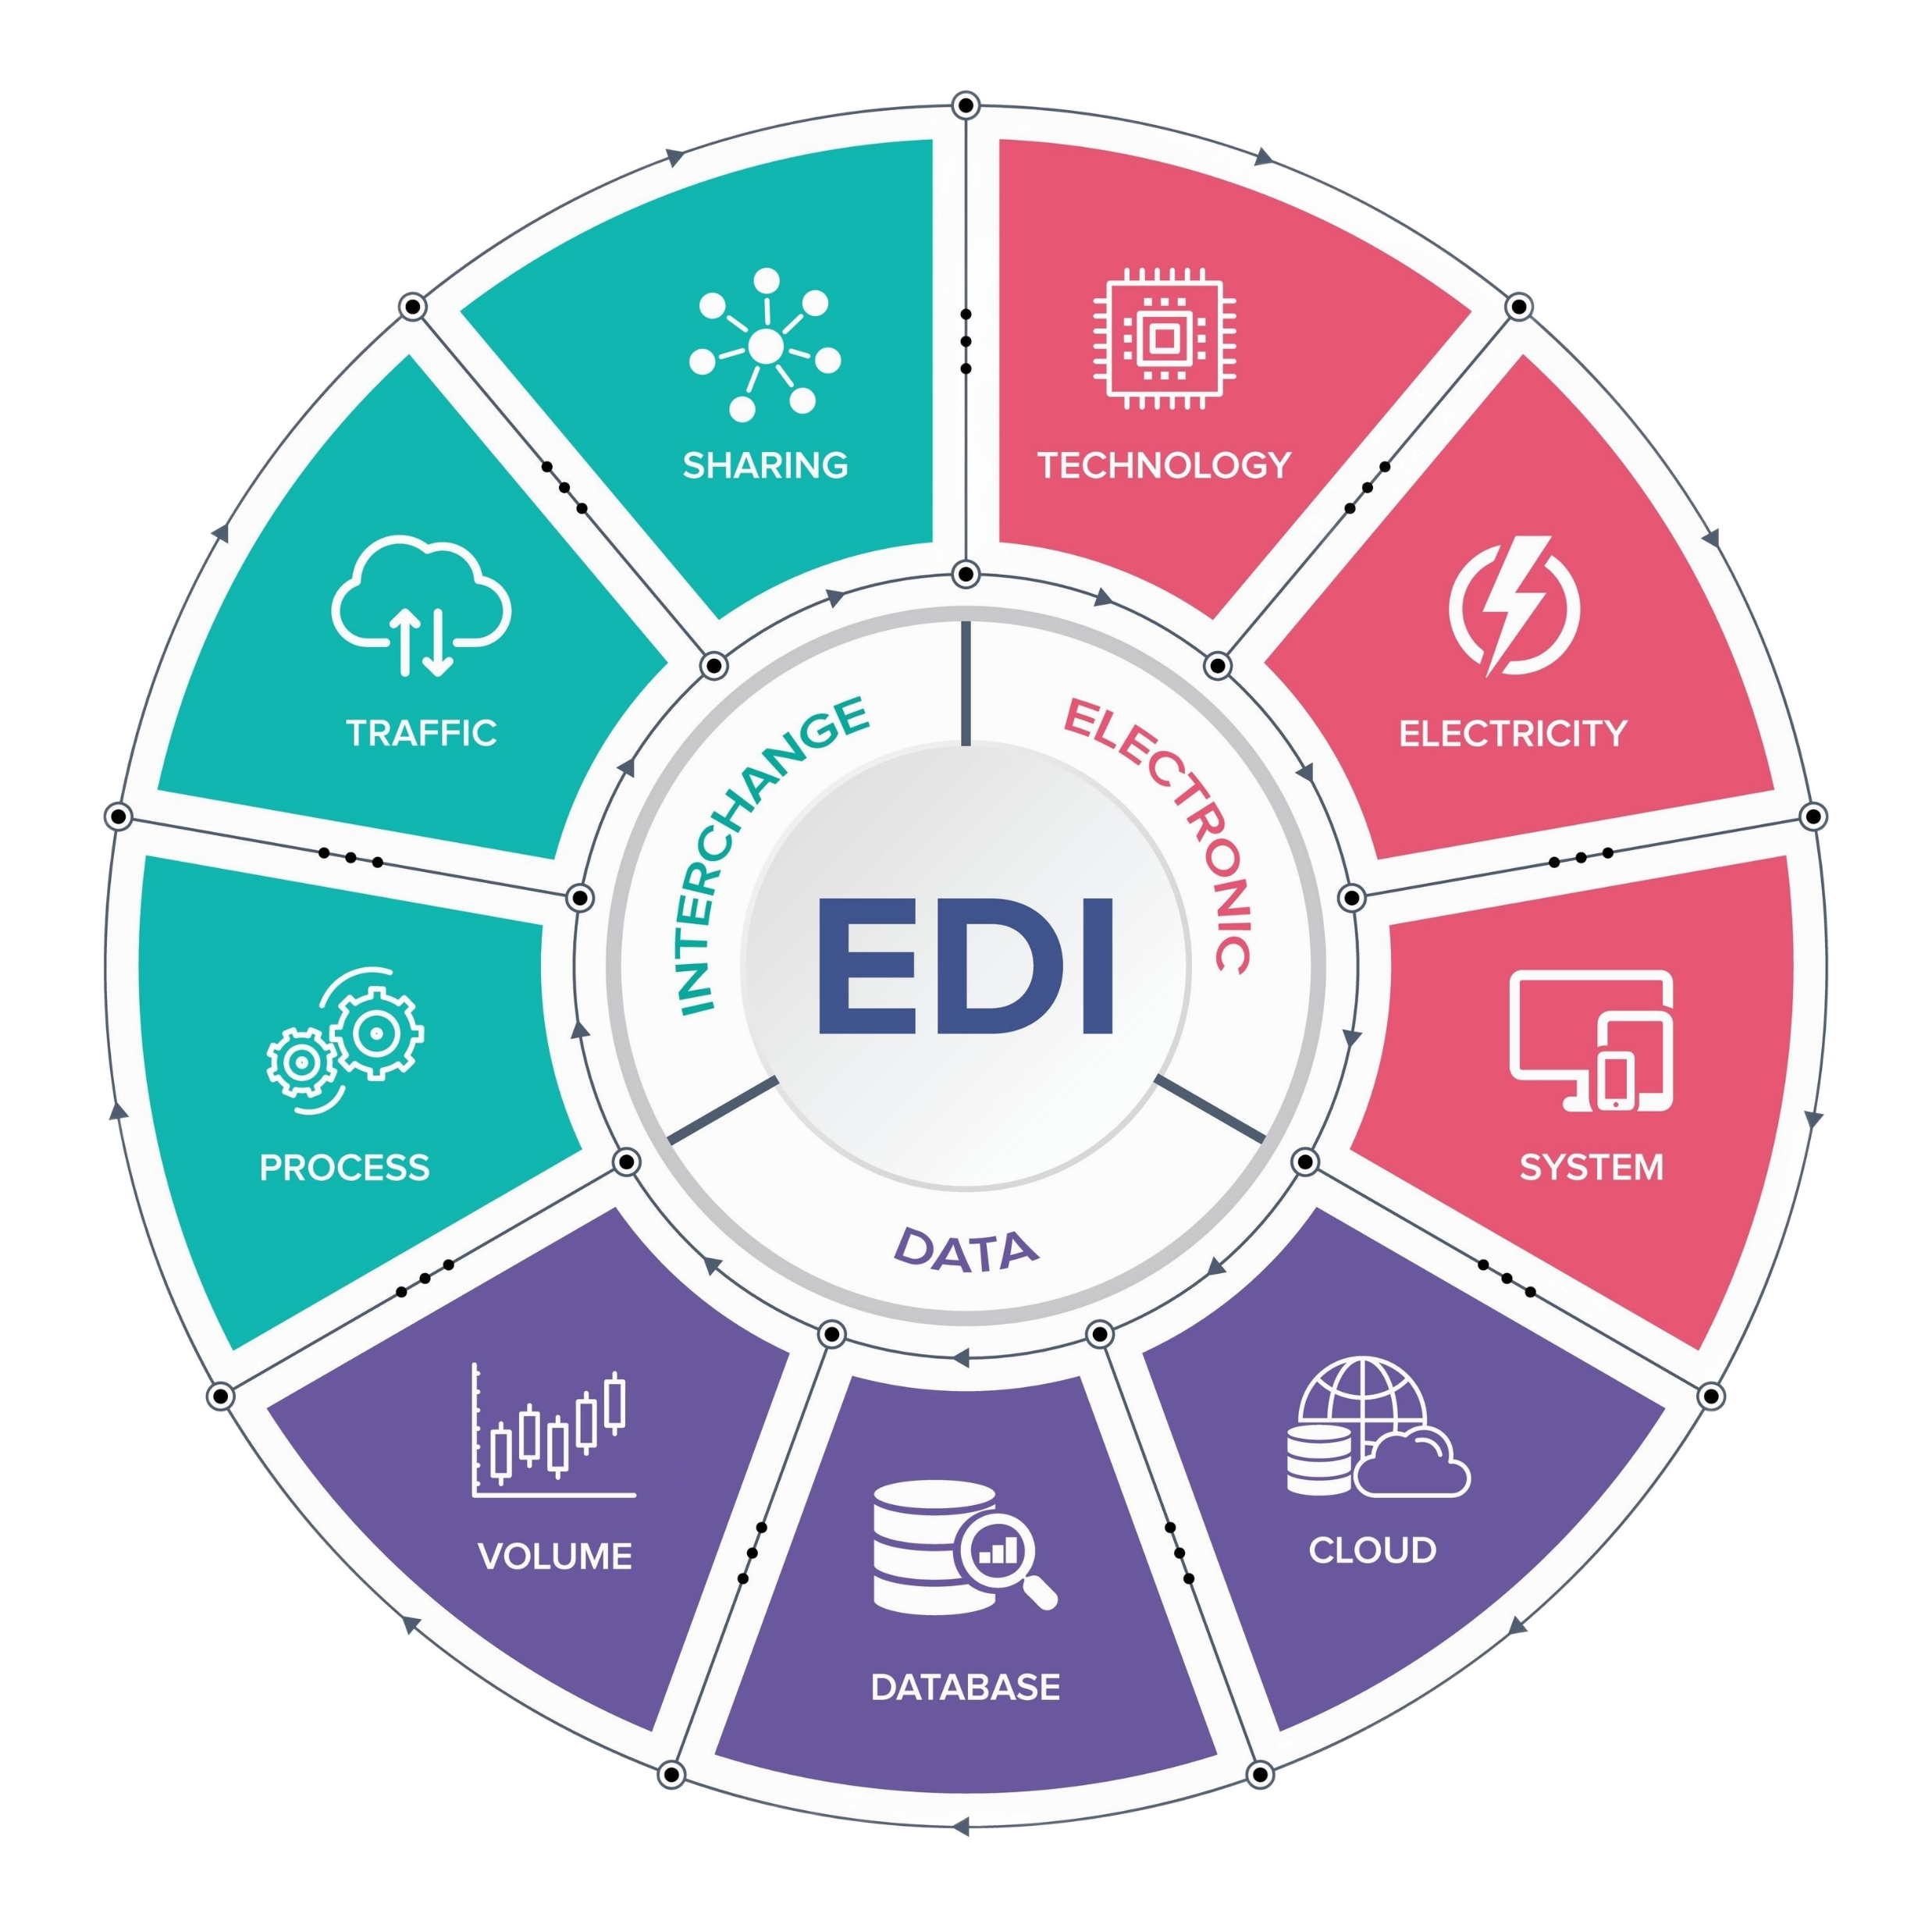 SHARING
TECHNOLOGY
TRAFFIC
ELECTRICITY
INTERCHANGE
ELECTRONIC
EDI
PROCESS
SYSTEM
DATA
VOLUME
CLOUD
DATABASE